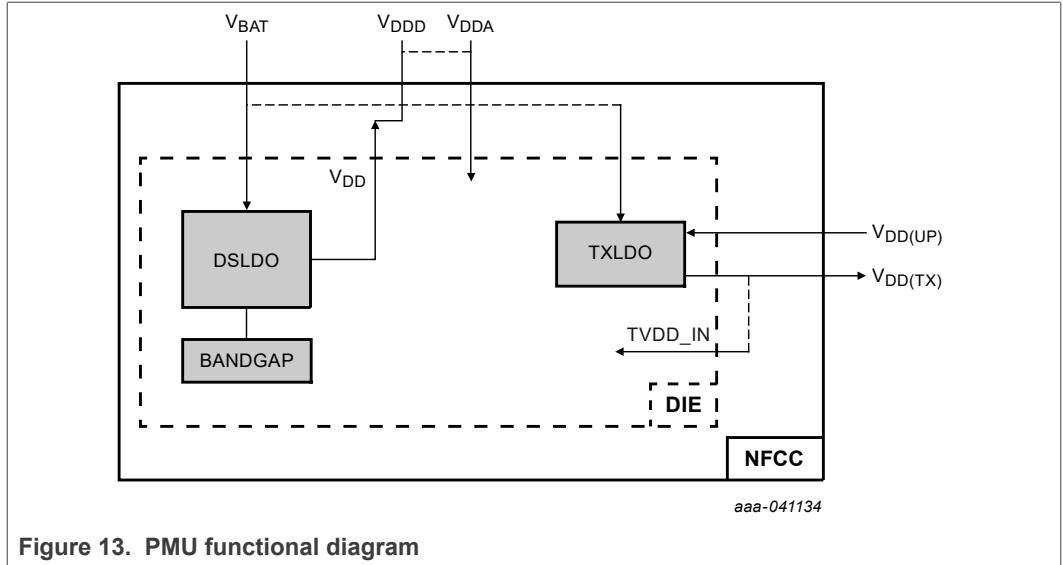 VBAT VDDD VDDA
VDD
DSLDO TXLDO VDD(UP)
VDD(TX)
TVDD_IN
BANDGAP
DIE
NFCC
aaa-041134
Figure 13. PMU functional diagram